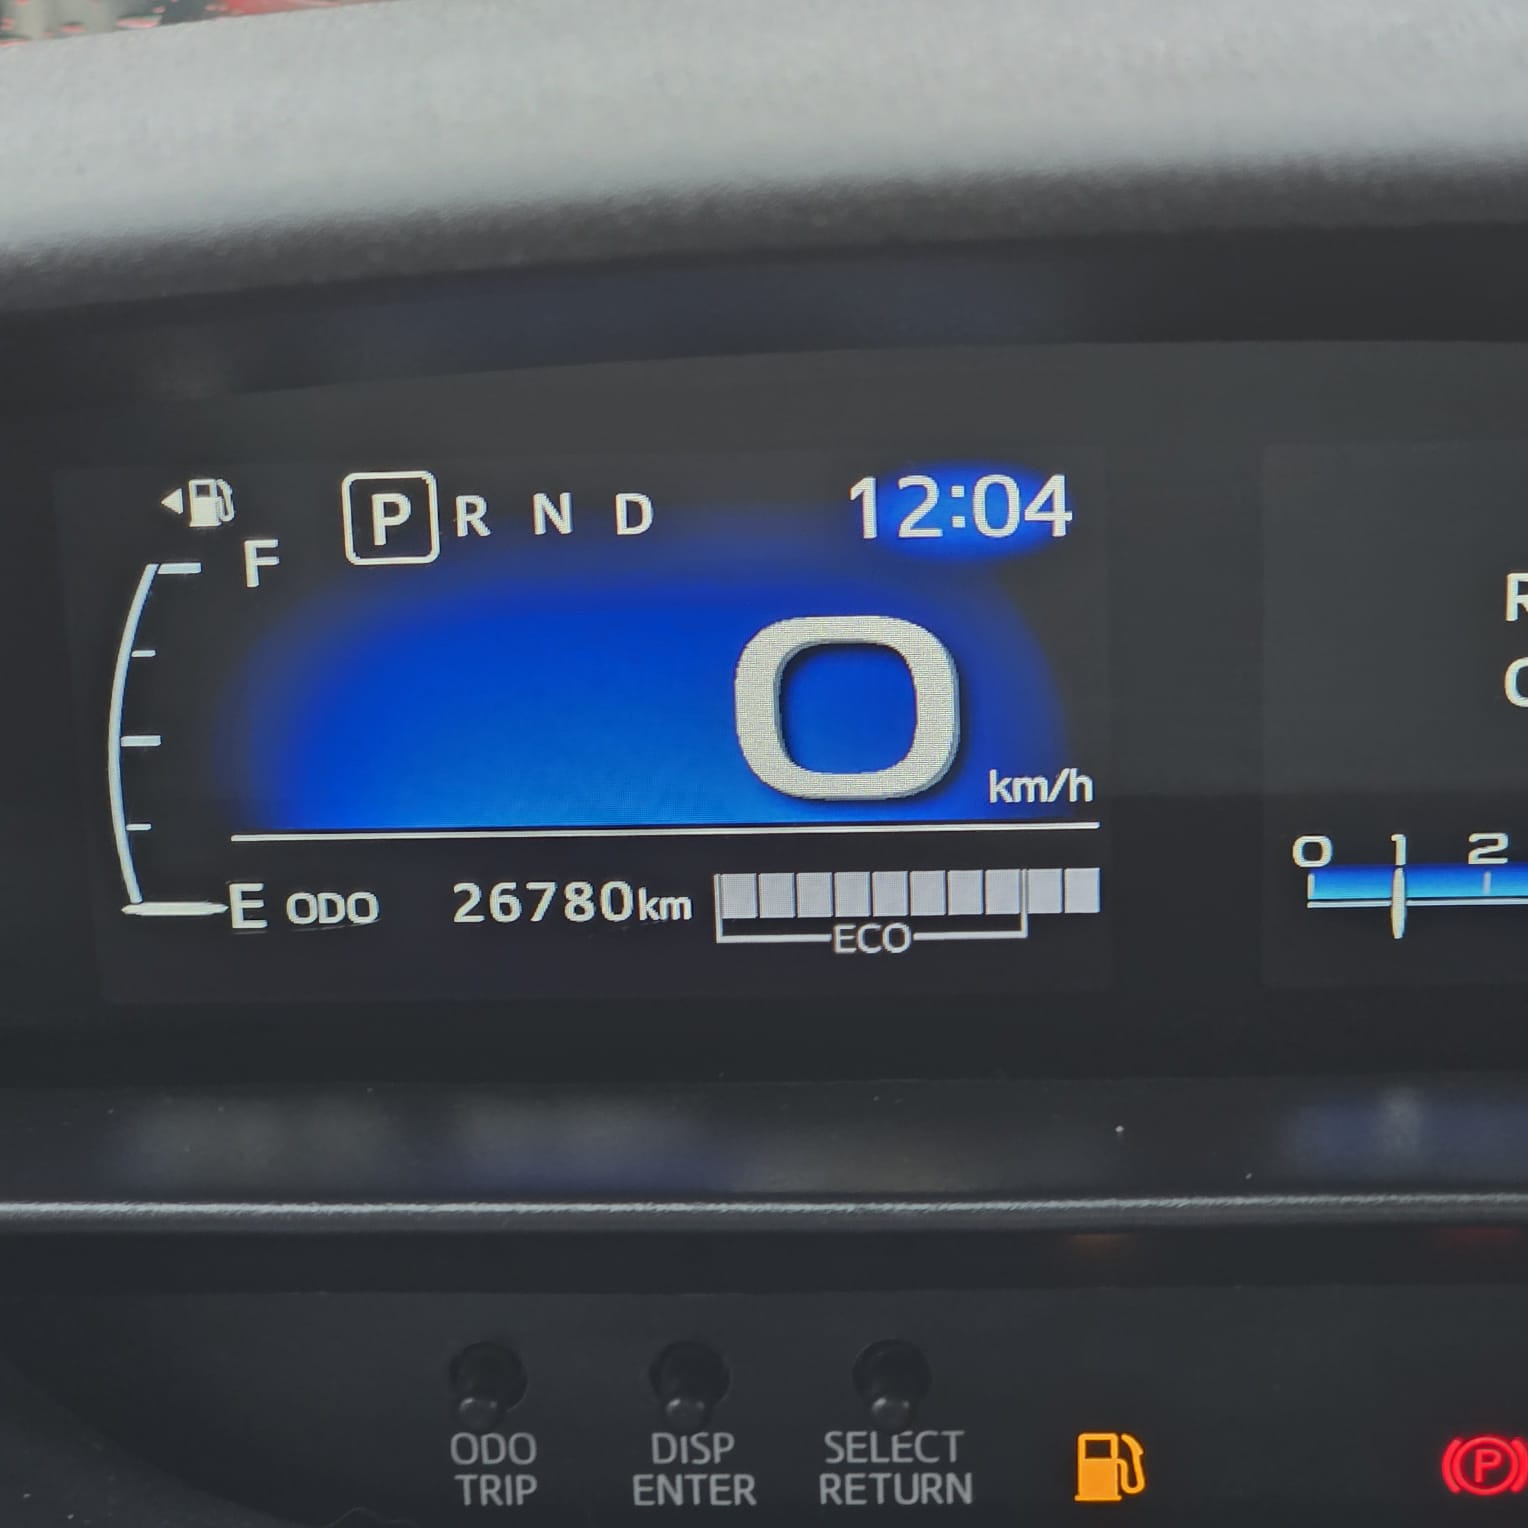 P R N D 12:04
F
0
km/h
E ODO 26780km
ECO
0 1 2
ODO
TRIP
DISP
ENTER
SELECT
RETURN
P